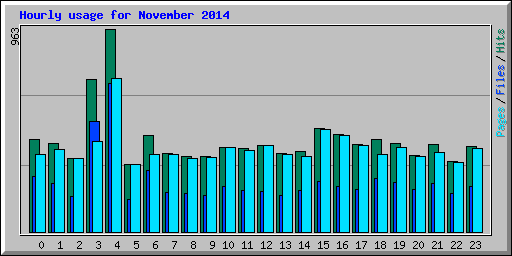 Hourly usage for November 2014
963
Pages / Files / Hits
0 1 2 3 4 5 6 7 8 9 10 11 12 13 14 15 16 17 18 19 20 21 22 23